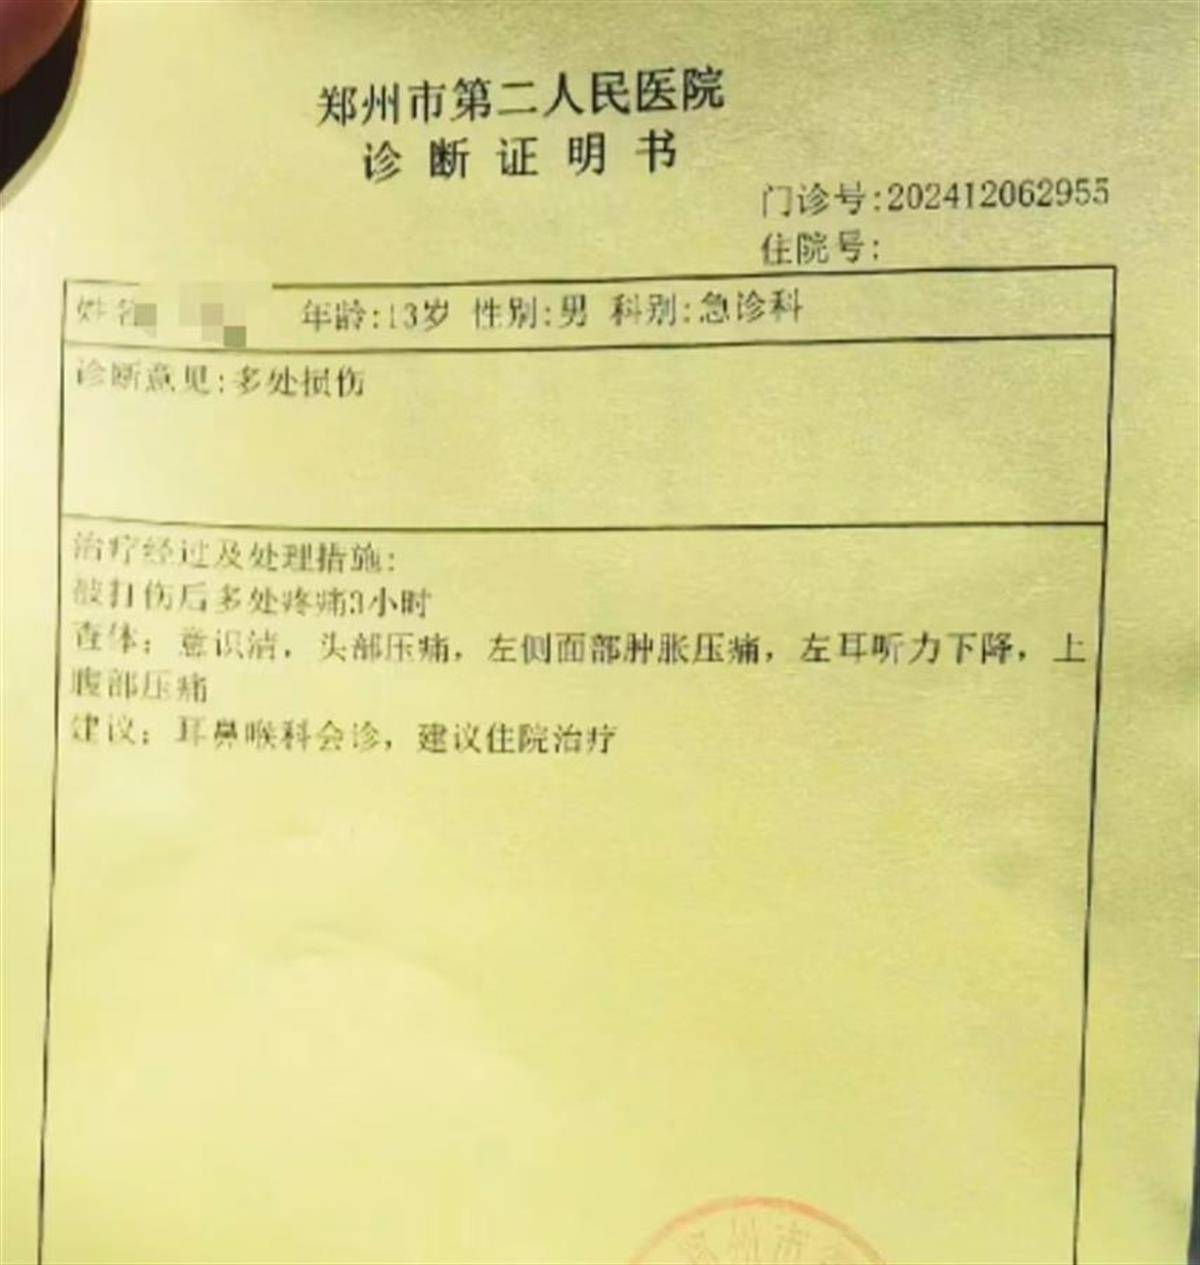 郑州市第二人民医院
诊断证明书
门诊号:202412062955
住院号:
姓名 年龄:13岁 性别:男 科别:急诊科
诊断意见:多处损伤
治疗经过及处理措施:
被打伤后多处疼痛3小时
查体：意识清，头部压痛，左侧面部肿胀压痛，左耳听力下降，上
腹部压痛
建议：耳鼻喉科会诊，建议住院治疗
郑州市